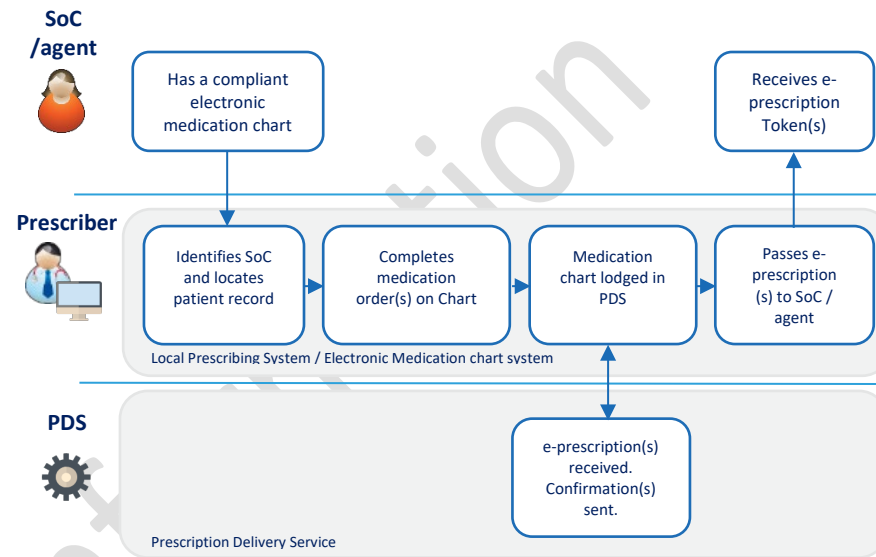 SoC
/agent
Has a compliant
electronic
medication chart
Receives e-
prescription
Token(s)
Prescriber
Identifies SoC
and locates
patient record
Completes
medication
order(s) on Chart
Medication
chart lodged in
PDS
Passes e-
prescription
(s) to SoC /
agent
Local Prescribing System / Electronic Medication chart system
PDS
e-prescription(s)
received.
Confirmation(s)
sent.
Prescription Delivery Service